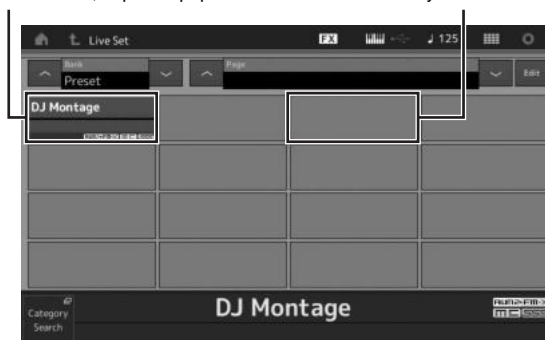 Live Set
FX
125
Bank
Preset
Page
Edit
DJ Montage
Category
Search
DJ Montage